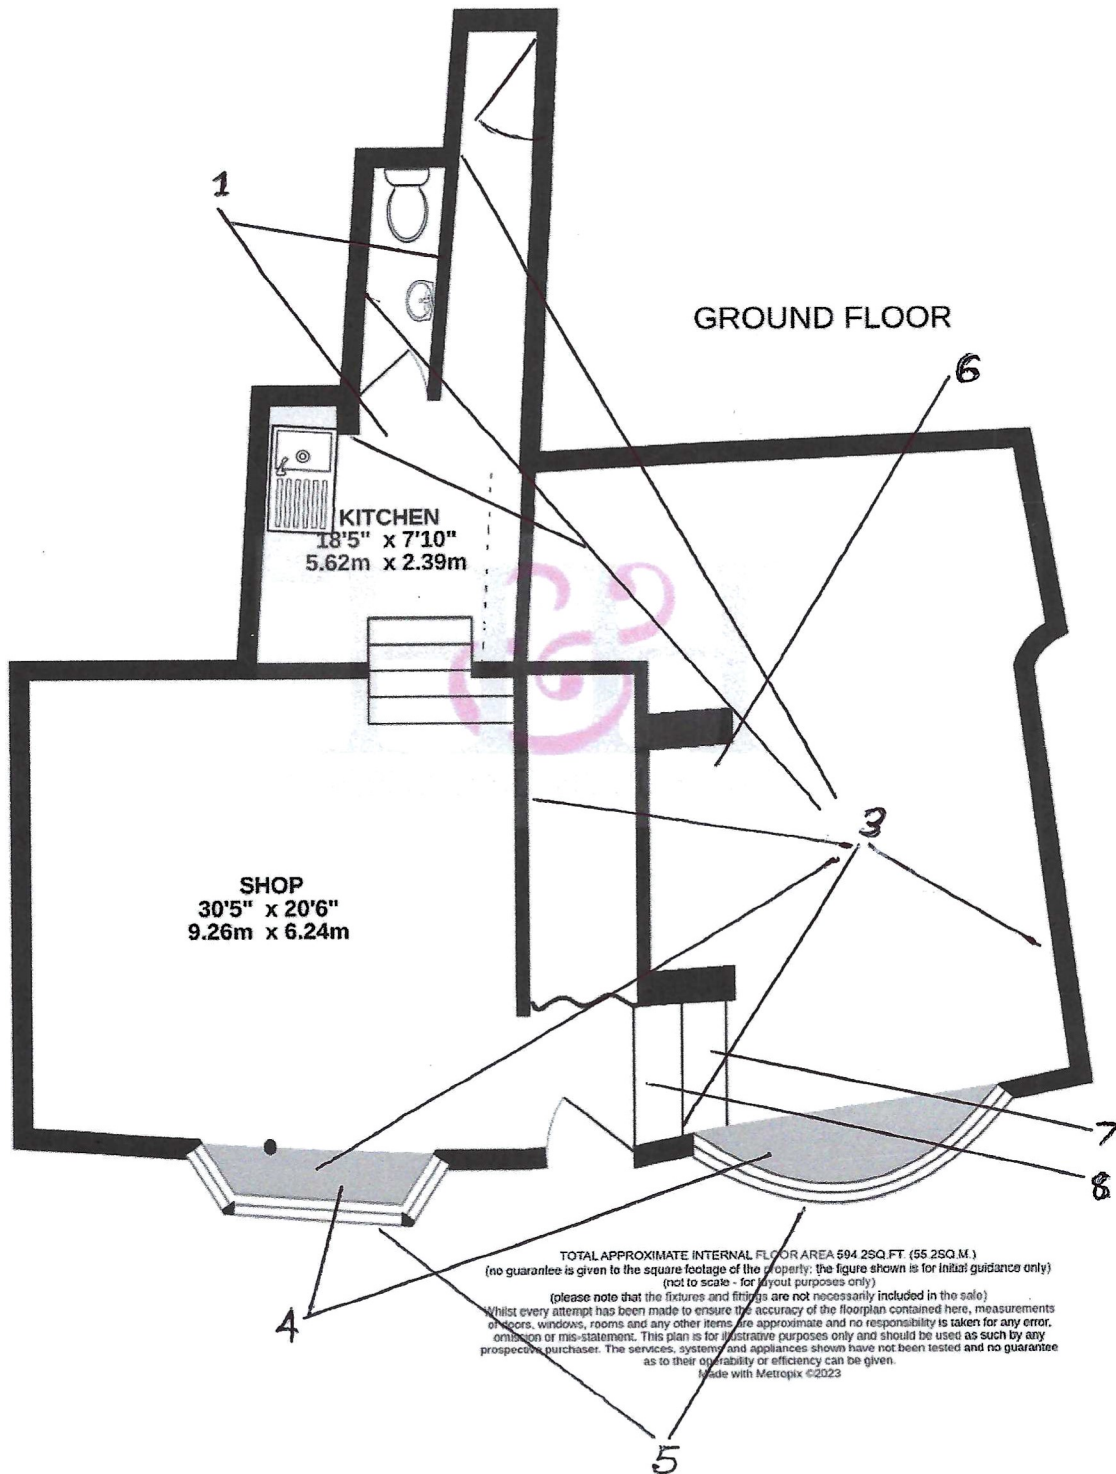 1
GROUND FLOOR
6
KITCHEN
18'5" x 7'10"
5.62m x 2.39m
3
SHOP
30'5" x 20'6"
9.26m x 6.24m
7
8
4
TOTAL APPROXIMATE INTERNAL FLOOR AREA 594.2SQ.FT. (55.2SQ.M.)
(no guarantee is given to the square footage of the property: the figure shown is for initial guidance only)
(not to scale - for layout purposes only)
(please note that the fixtures and fittings are not necessarily included in the sale)
Whilst every attempt has been made to ensure the accuracy of the floorplan contained here, measurements
of doors, windows, rooms and any other items are approximate and no responsibility is taken for any error,
omission or mis-statement. This plan is for illustrative purposes only and should be used as such by any
prospective purchaser. The services, systems and appliances shown have not been tested and no guarantee
as to their operability or efficiency can be given.
Made with Metropix ©2023
5